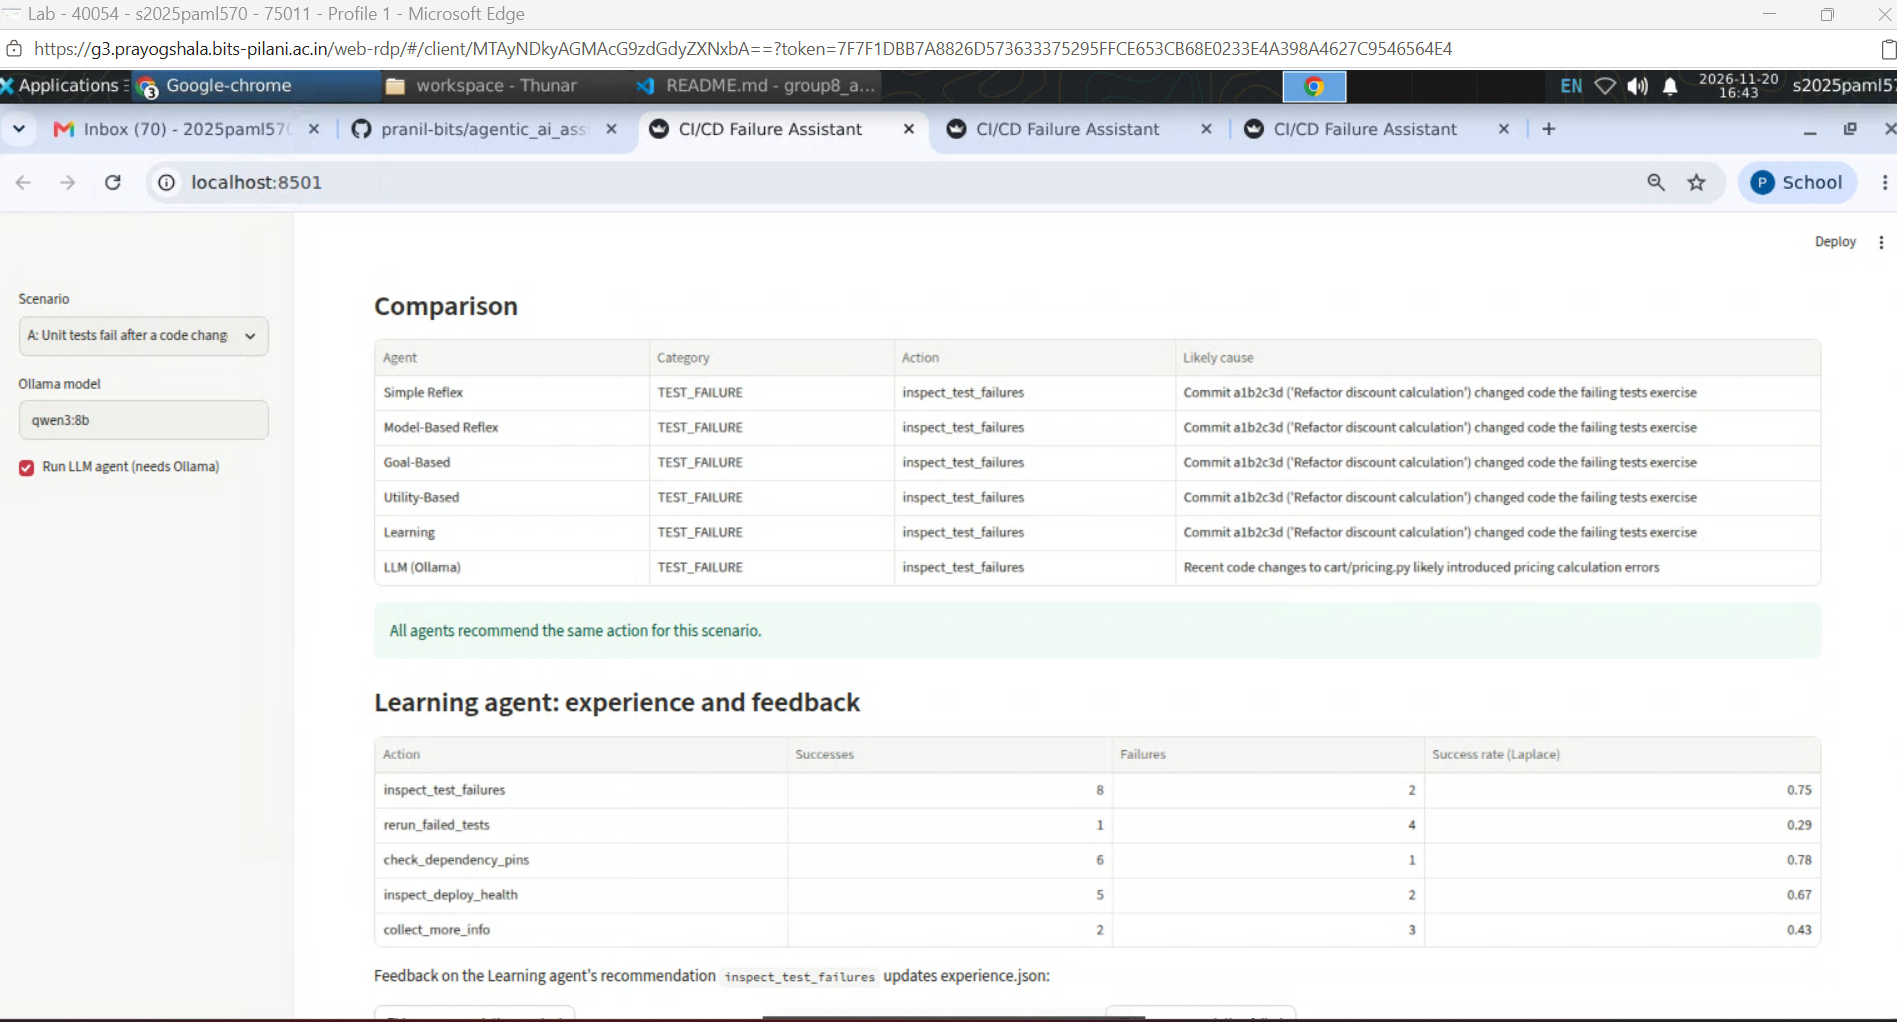 Lab - 40054 - s2025paml570 - 75011 - Profile 1 - Microsoft Edge
https://g3.prayogshala.bits-pilani.ac.in/web-rdp/#/client/MTAyNDkyAGMAcG9zdGdyZXNxbA==?token=7F7F1DBB7A8826D573633375295FFCE653CB68E0233E4A398A4627C9546564E4
Applications
3 Google-chrome
workspace - Thunar
README.md - group8_a...
EN
2026-11-20
16:43
s2025paml57
Inbox (70) - 2025paml570
pranil-bits/agentic_ai_ass
CI/CD Failure Assistant
CI/CD Failure Assistant
CI/CD Failure Assistant
localhost:8501
P School
Deploy
Scenario
A: Unit tests fail after a code chang
Ollama model
qwen3:8b
Run LLM agent (needs Ollama)
Comparison
Agent Category Action Likely cause
Simple Reflex TEST_FAILURE inspect_test_failures Commit a1b2c3d ('Refactor discount calculation') changed code the failing tests exercise
Model-Based Reflex TEST_FAILURE inspect_test_failures Commit a1b2c3d ('Refactor discount calculation') changed code the failing tests exercise
Goal-Based TEST_FAILURE inspect_test_failures Commit a1b2c3d ('Refactor discount calculation') changed code the failing tests exercise
Utility-Based TEST_FAILURE inspect_test_failures Commit a1b2c3d ('Refactor discount calculation') changed code the failing tests exercise
Learning TEST_FAILURE inspect_test_failures Commit a1b2c3d ('Refactor discount calculation') changed code the failing tests exercise
LLM (Ollama) TEST_FAILURE inspect_test_failures Recent code changes to cart/pricing.py likely introduced pricing calculation errors
All agents recommend the same action for this scenario.
Learning agent: experience and feedback
Action Successes Failures Success rate (Laplace)
inspect_test_failures 8 2 0.75
rerun_failed_tests 1 4 0.29
check_dependency_pins 6 1 0.78
inspect_deploy_health 5 2 0.67
collect_more_info 2 3 0.43
Feedback on the Learning agent's recommendation inspect_test_failures updates experience.json: